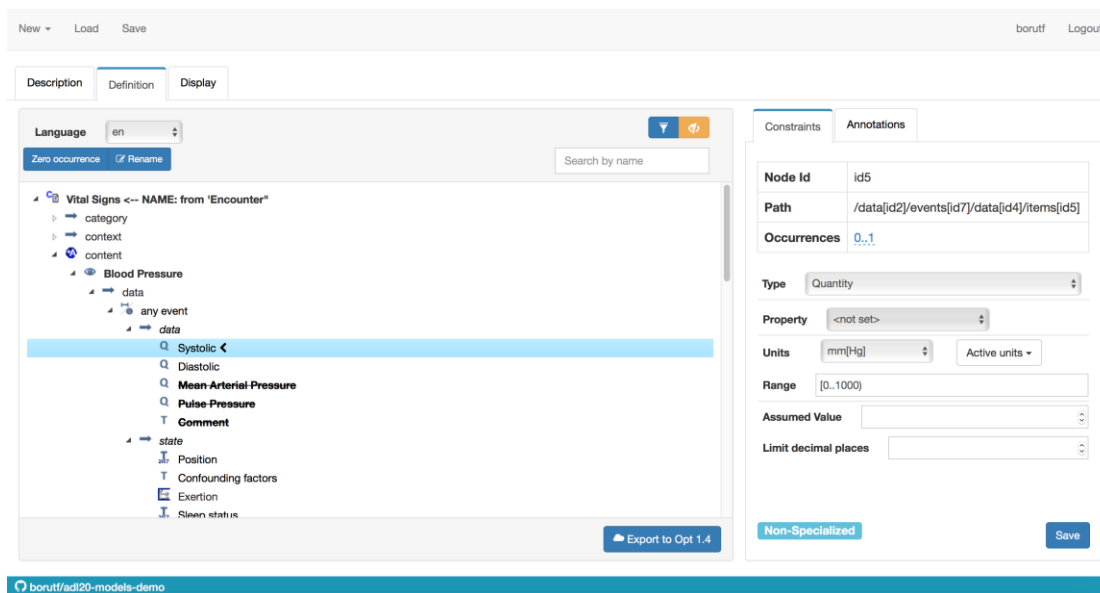 New Load Save borutf Logout
Description Definition Display
Language en
Zero occurrence Rename
Search by name
Vital Signs <-- NAME: from 'Encounter"
category
context
content
Blood Pressure
data
any event
data
Q Systolic
Q Diastolic
Q Mean Arterial Pressure
Q Pulse Pressure
T Comment
state
Position
T Confounding factors
Exertion
Sleep status
Export to Opt 1.4
Constraints Annotations
Node Id id5
Path /data[id2]/events[id7]/data[id4]/items[id5]
Occurrences 0..1
Type Quantity
Property <not set>
Units mm[Hg] Active units
Range [0..1000)
Assumed Value
Limit decimal places
Non-Specialized
Save
borutf/adl20-models-demo